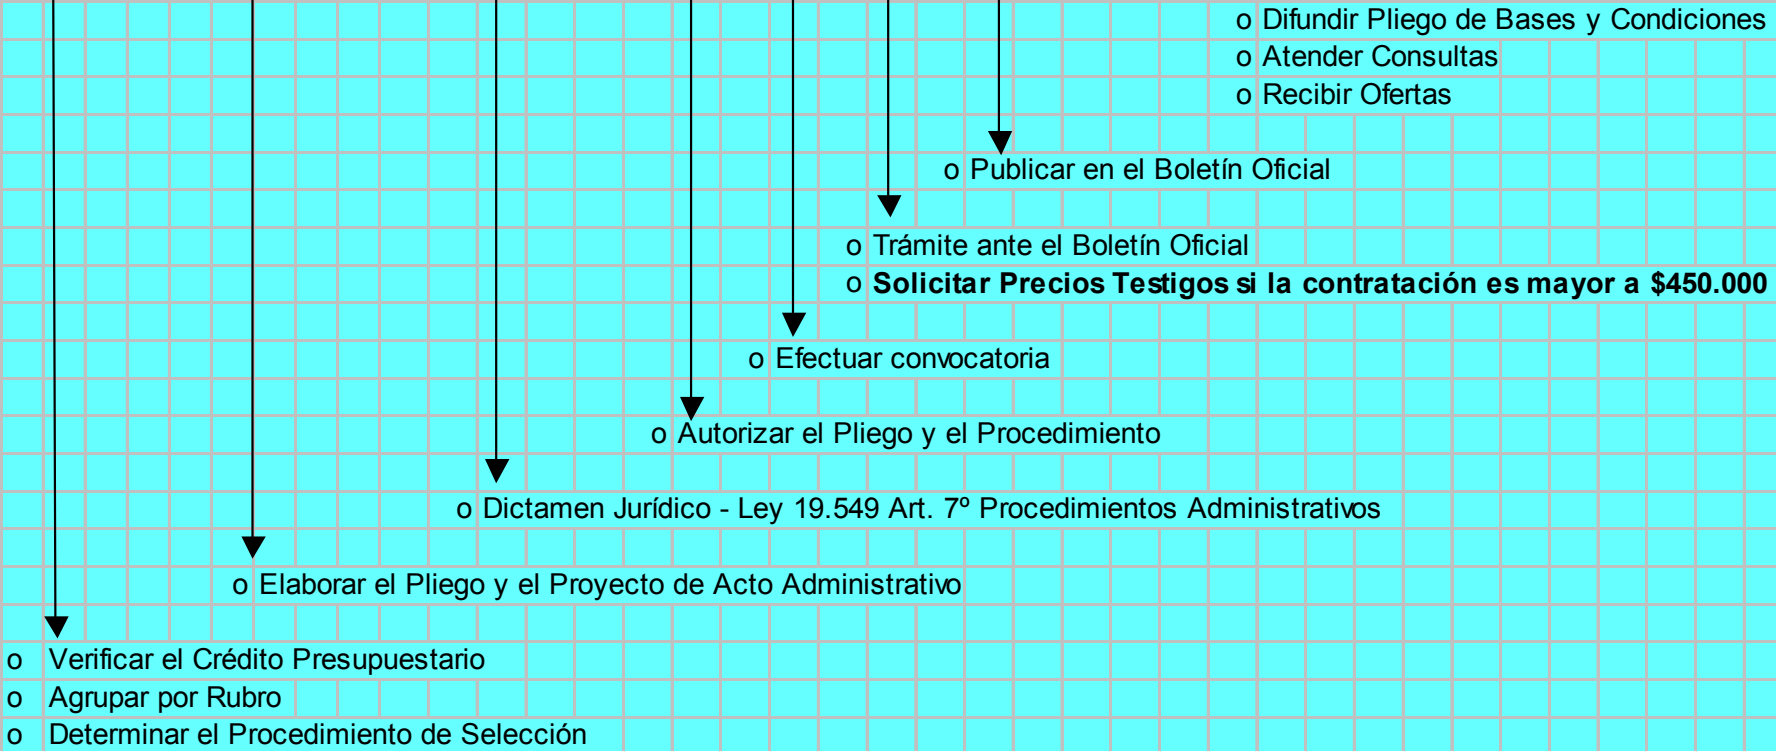 o Difundir Pliego de Bases y Condiciones
o Atender Consultas
o Recibir Ofertas
o Publicar en el Boletín Oficial
o Trámite ante el Boletín Oficial
o Solicitar Precios Testigos si la contratación es mayor a $450.000
o Efectuar convocatoria
o Autorizar el Pliego y el Procedimiento
o Dictamen Jurídico - Ley 19.549 Art. 7º Procedimientos Administrativos
o Elaborar el Pliego y el Proyecto de Acto Administrativo
o Verificar el Crédito Presupuestario
o Agrupar por Rubro
o Determinar el Procedimiento de Selección